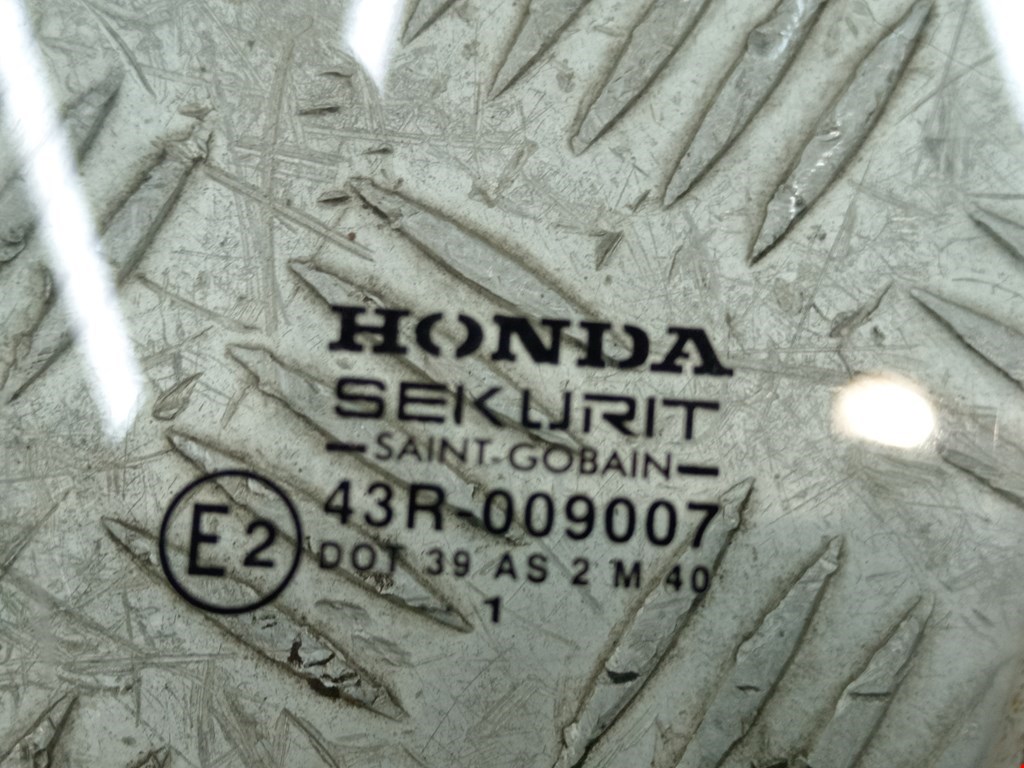 HONDA
SEKURIT
SAINT-GOBAIN
E2 43R-009007
DOT 39 AS 2 M 40
1